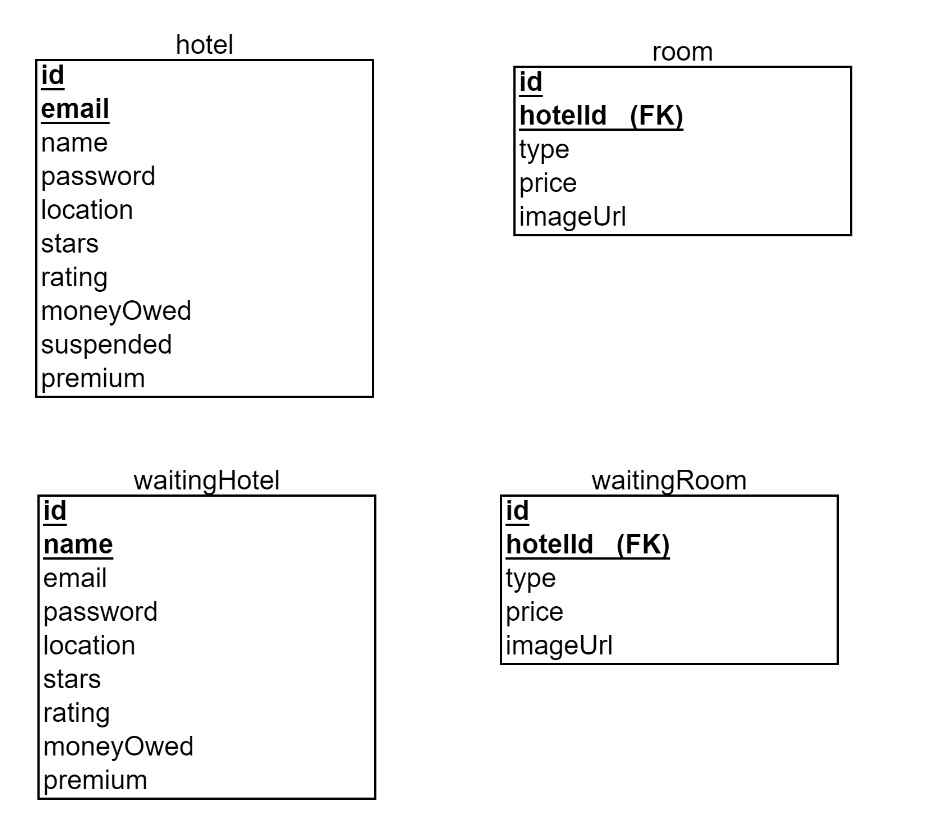 hotel
id
email
name
password
location
stars
rating
moneyOwed
suspended
premium
room
id
hotelId (FK)
type
price
imageUrl
waitingHotel
id
name
email
password
location
stars
rating
moneyOwed
premium
waitingRoom
id
hotelId (FK)
type
price
imageUrl